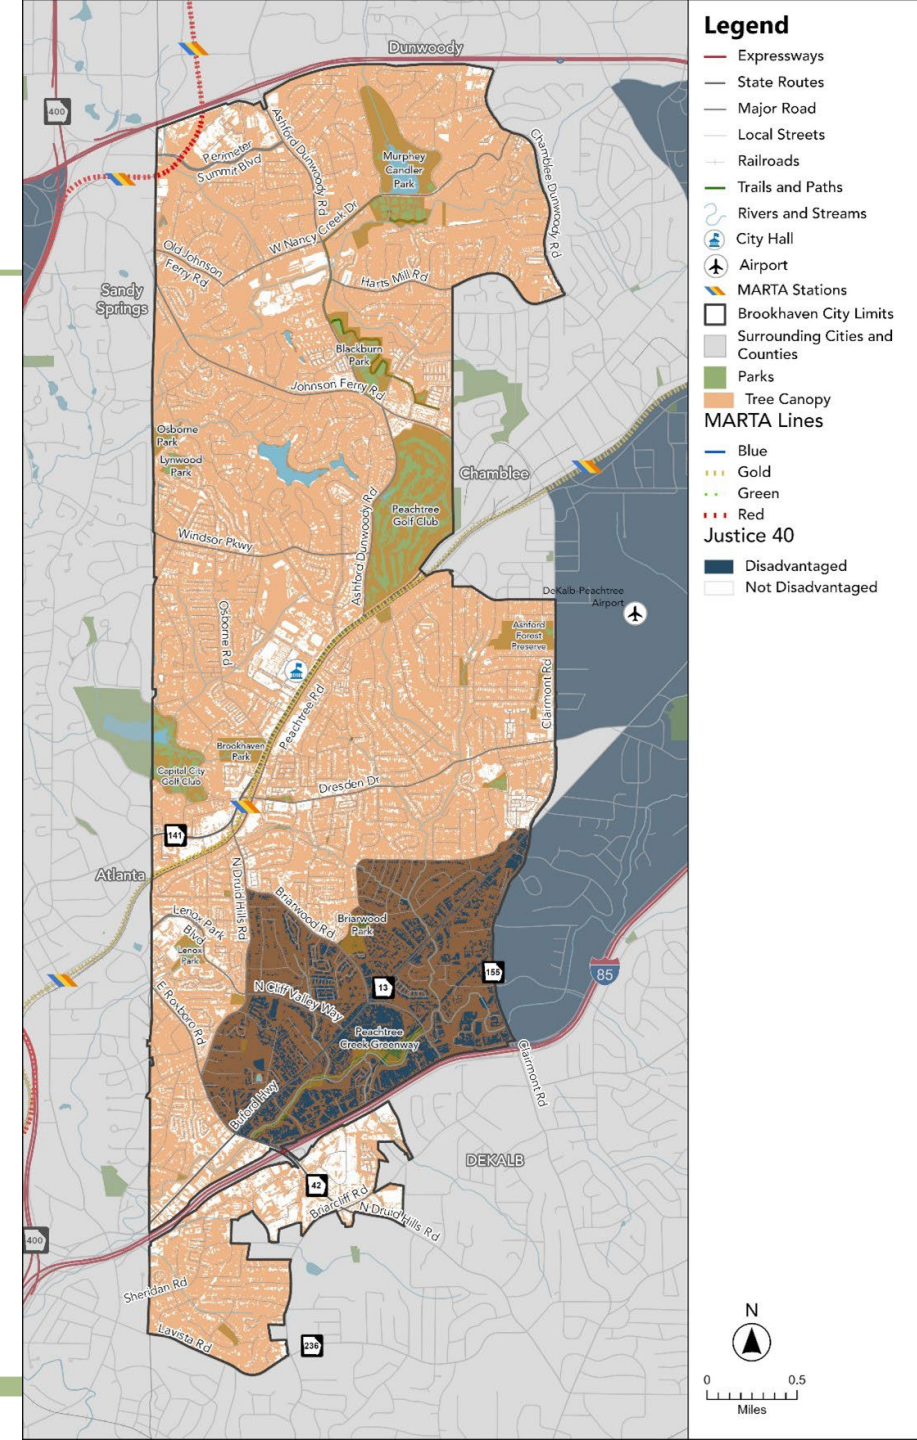 Dunwoody
400
Perimeter
Summit Blvd
Ashford Dunwoody Rd
Murphey
Candler
Park
Chamblee Dunwoody Rd
W Nancy Creek Dr
Old Johnson
Ferry Rd
Harts Mill Rd
Sandy
Springs
Blackburn
Park
Johnson Ferry Rd
Osborne
Park
Lynwood
Park
Chamblee
Peachtree
Golf Club
Ashford Dunwoody Rd
Windsor Pkwy
DeKalb-Peachtree
Airport
Osborne Rd
Ashford
Forest
Preserve
Clairmont Rd
Peachtree Rd
Brookhaven
Park
Capital City
Golf Club
Dresden Dr
141
Atlanta
N Druid Hills Rd
Briarwood Rd
Briarwood
Park
Lenox Park
Blvd
Lenox
Park
155
85
13
N Cliff Valley Way
E Roxboro Rd
Peachtree
Creek Greenway
Clairmont Rd
Buford Hwy
DEKALB
42
Briarcliff Rd
N Druid Hills Rd
400
Sheridan Rd
Lavista Rd
236
Legend
Expressways
State Routes
Major Road
Local Streets
Railroads
Trails and Paths
Rivers and Streams
City Hall
Airport
MARTA Stations
Brookhaven City Limits
Surrounding Cities and
Counties
Parks
Tree Canopy
MARTA Lines
Blue
Gold
Green
Red
Justice 40
Disadvantaged
Not Disadvantaged
N
0 0.5
Miles